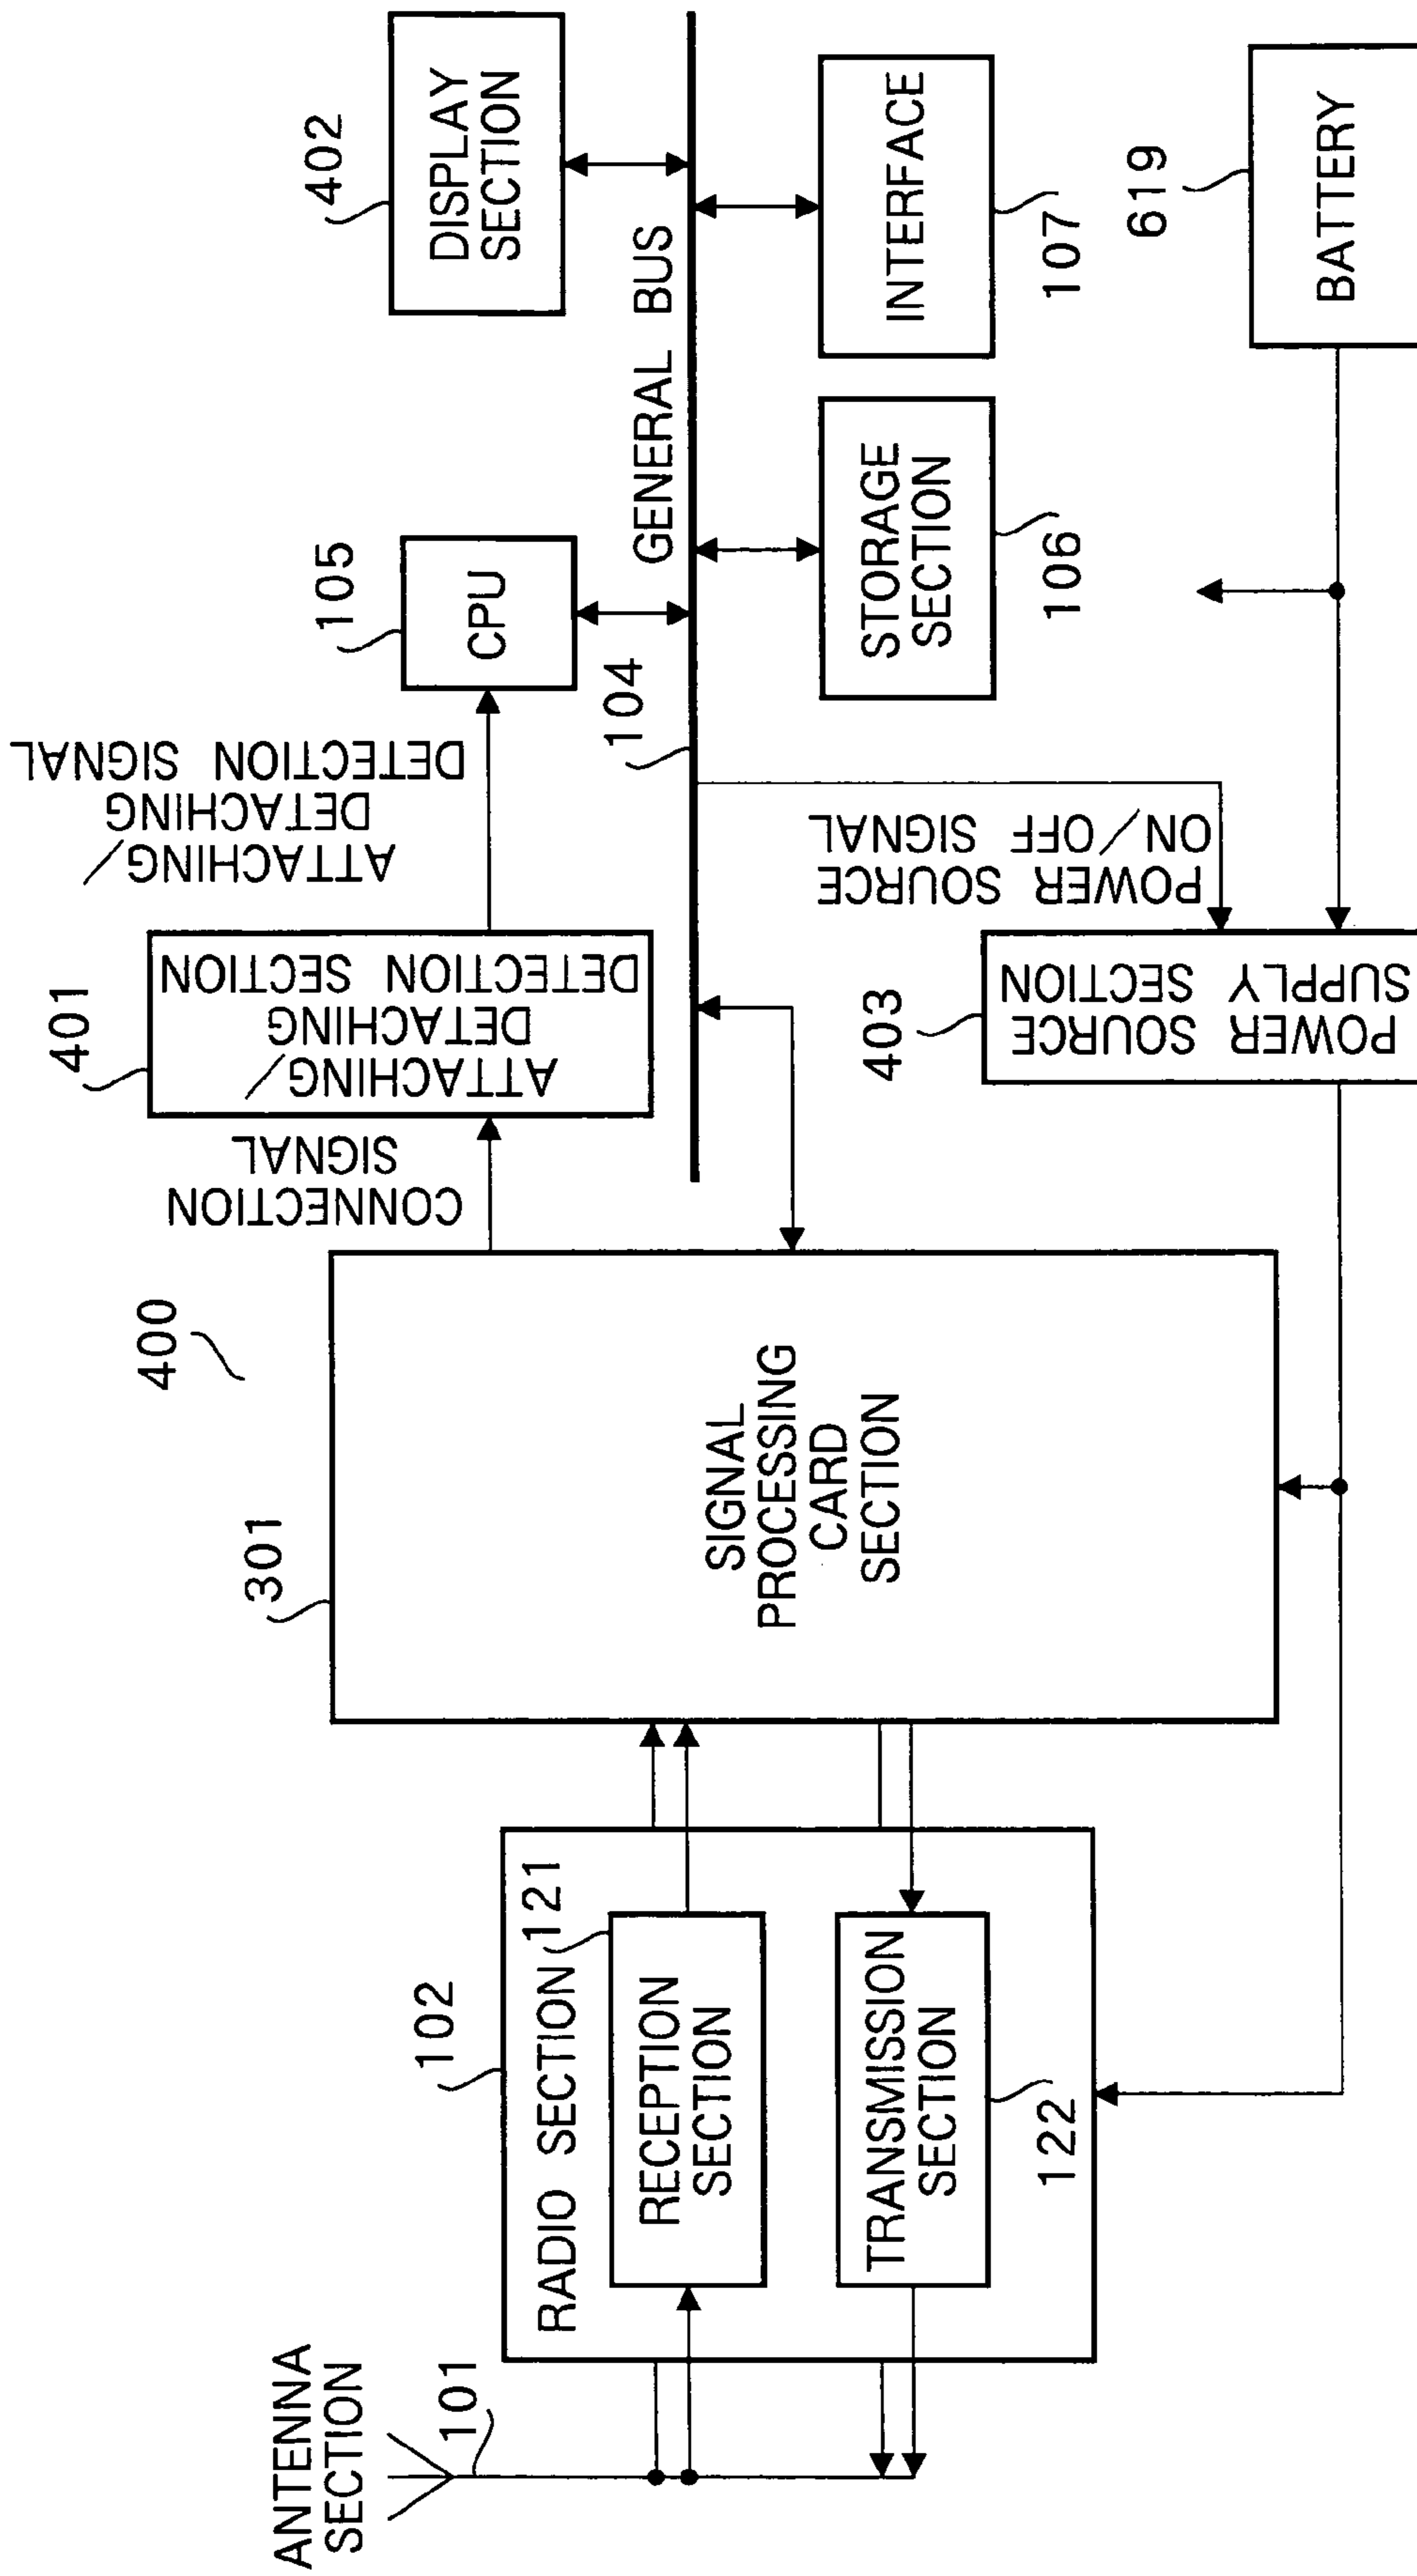 ANTENNA
SECTION
101
102
RADIO SECTION
121
RECEPTION
SECTION
TRANSMISSION
SECTION
122
301
400
SIGNAL
PROCESSING
CARD
SECTION
CONNECTION
SIGNAL
401
ATTACHING/
DETACHING
DETECTION SECTION
ATTACHING/
DETACHING
DETECTION SIGNAL
105
CPU
104
GENERAL BUS
402
DISPLAY
SECTION
STORAGE
SECTION
106
INTERFACE
107
POWER SOURCE
ON/OFF SIGNAL
403
POWER SOURCE
SUPPLY SECTION
619
BATTERY